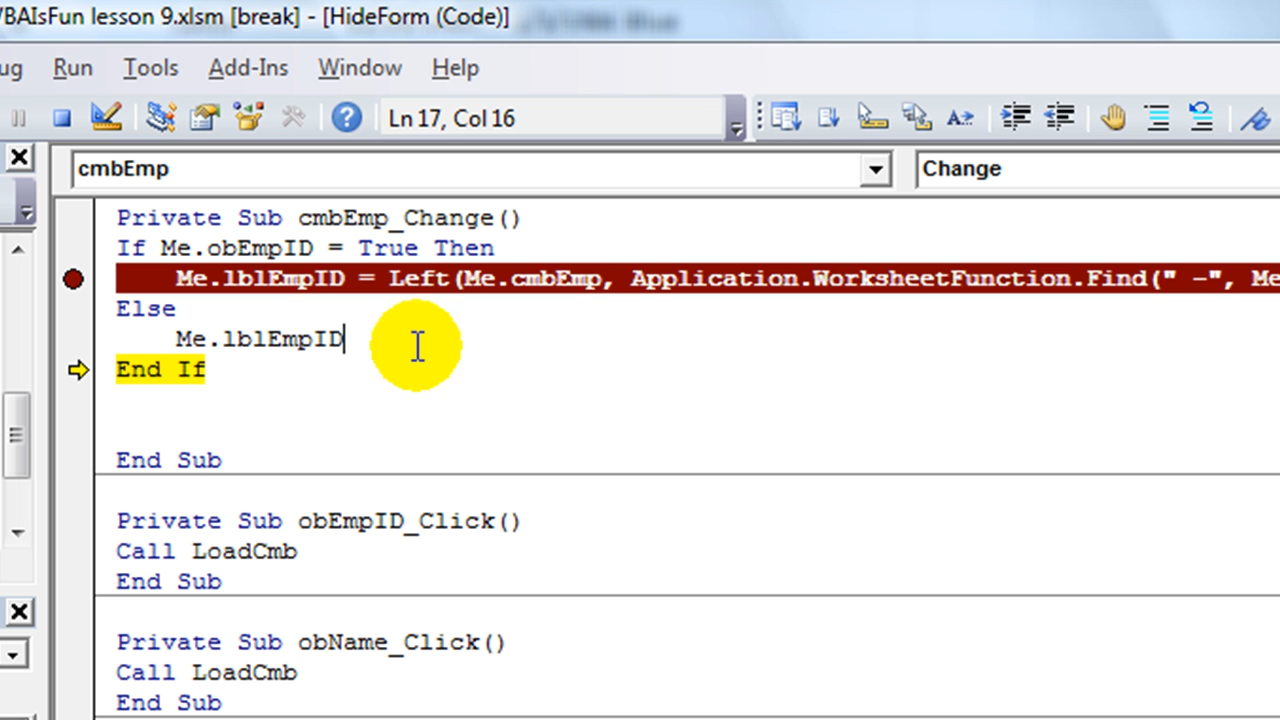 VBAIsFun lesson 9.xlsm [break] - [HideForm (Code)]
ug Run Tools Add-Ins Window Help
Ln 17, Col 16
cmbEmp Change
Private Sub cmbEmp_Change()
If Me.obEmpID = True Then
Me.lblEmpID = Left(Me.cmbEmp, Application.WorksheetFunction.Find(" -", Me
Else
Me.lblEmpID
End If
End Sub
Private Sub obEmpID_Click()
Call LoadCmb
End Sub
Private Sub obName_Click()
Call LoadCmb
End Sub